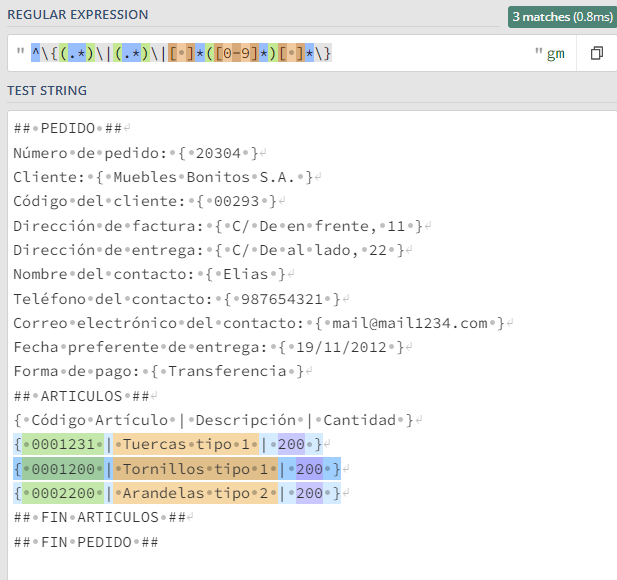 REGULAR EXPRESSION
3 matches (0.8ms)
" ^\{(.*)\|(.*)\|[ ]*([0-9]*)[ ]*\} " gm
TEST STRING
## PEDIDO ##
Número de pedido: { 20304 }
Cliente: { Muebles Bonitos S.A. }
Código del cliente: { 00293 }
Dirección de factura: { C/ De en frente, 11 }
Dirección de entrega: { C/ De al lado, 22 }
Nombre del contacto: { Elias }
Teléfono del contacto: { 987654321 }
Correo electrónico del contacto: { mail@mail1234.com }
Fecha preferente de entrega: { 19/11/2012 }
Forma de pago: { Transferencia }
## ARTICULOS ##
{ Código Artículo | Descripción | Cantidad }
{ 0001231 | Tuercas tipo 1 | 200 }
{ 0001200 | Tornillos tipo 1 | 200 }
{ 0002200 | Arandelas tipo 2 | 200 }
## FIN ARTICULOS ##
## FIN PEDIDO ##